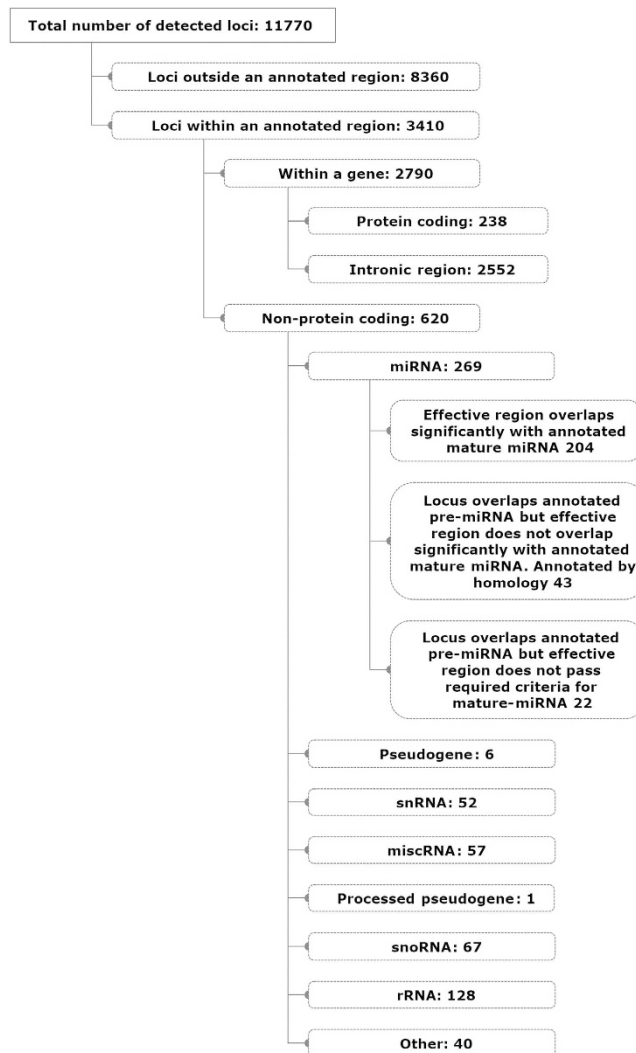 Total number of detected loci: 11770
Loci outside an annotated region: 8360
Loci within an annotated region: 3410
Within a gene: 2790
Protein coding: 238
Intronic region: 2552
Non-protein coding: 620
miRNA: 269
Effective region overlaps
significantly with annotated
mature miRNA 204
Locus overlaps annotated
pre-miRNA but effective
region does not overlap
significantly with annotated
mature miRNA. Annotated by
homology 43
Locus overlaps annotated
pre-miRNA but effective
region does not pass
required criteria for
mature-miRNA 22
Pseudogene: 6
snRNA: 52
miscRNA: 57
Processed pseudogene: 1
snoRNA: 67
rRNA: 128
Other: 40